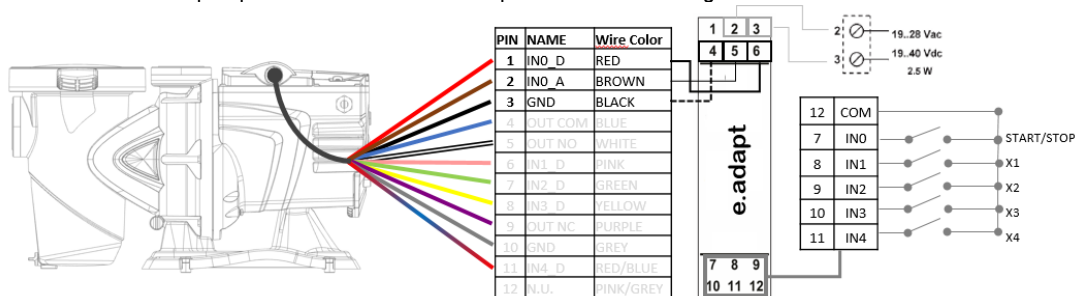 PIN NAME Wire Color
1 IN0_D RED
2 IN0_A BROWN
3 GND BLACK
4 OUT COM BLUE
5 OUT NO WHITE
6 IN1_D PINK
7 IN2_D GREEN
8 IN3_D YELLOW
9 OUT NC PURPLE
10 GND GREY
11 IN4_D RED/BLUE
12 N.U. PINK/GREY
1 2 3
4 5 6
e.adapt
7 8 9
10 11 12
2 19..28 Vac
3 19..40 Vdc
2.5 W
12 COM
7 IN0 START/STOP
8 IN1 X1
9 IN2 X2
10 IN3 X3
11 IN4 X4